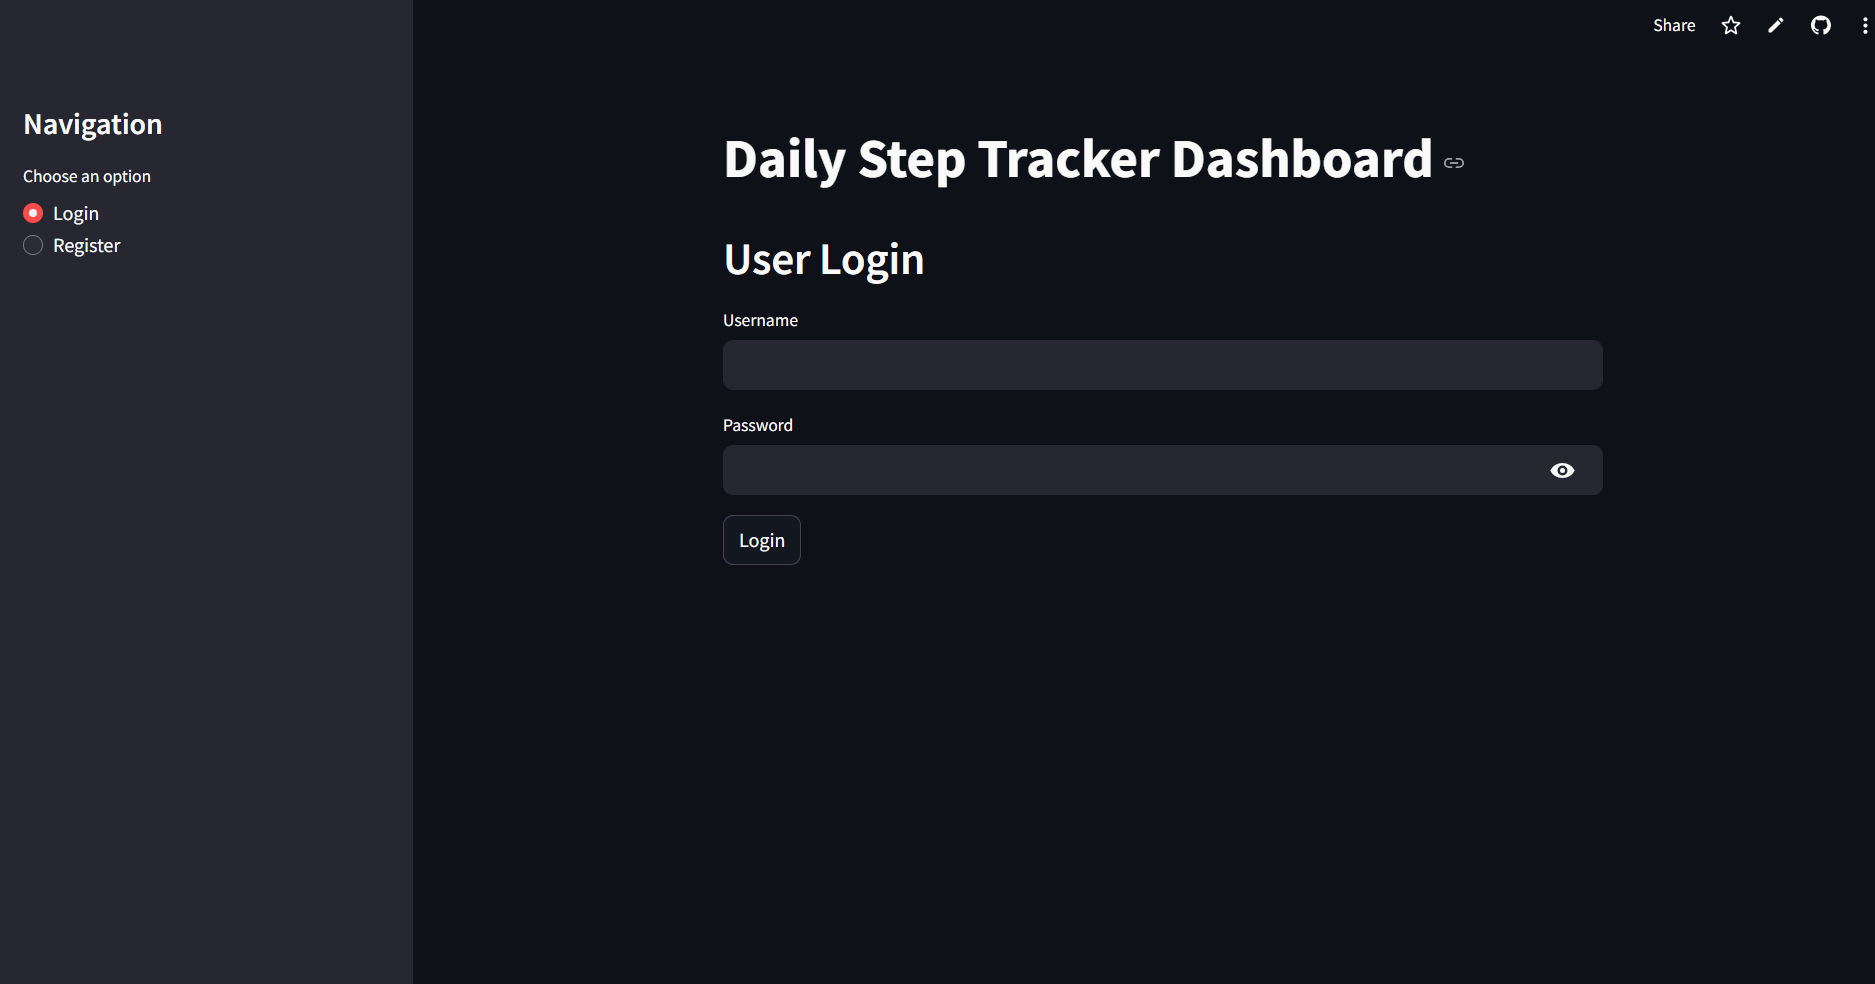 Share
Navigation
Choose an option
Login
Register
Daily Step Tracker Dashboard
User Login
Username
Password
Login